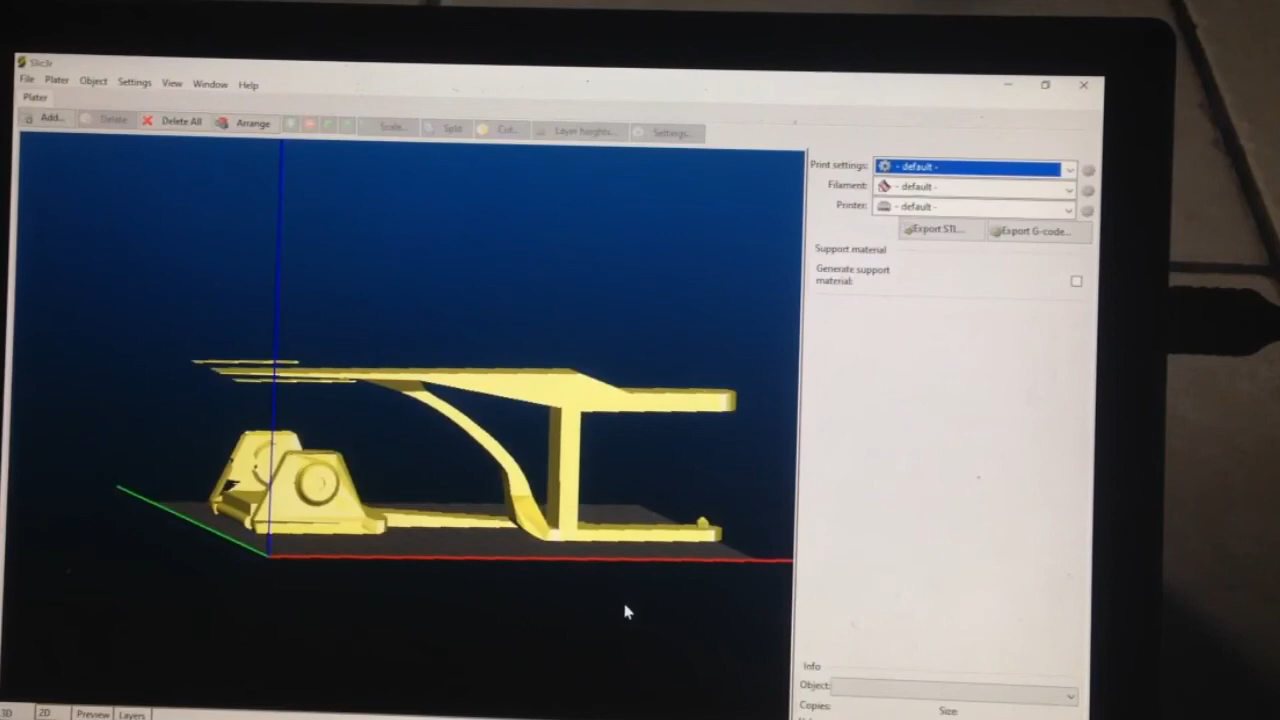 Slic3r
File Plater Object Settings View Window Help
Plater
Add... Delete Delete All Arrange Scale... Split Cut... Layer heights... Settings...
Print settings: - default -
Filament: - default -
Printer: - default -
Export STL... Export G-code...
Support material
Generate support
material:
Info
Object:
Copies: Size:
3D 2D Preview Layers